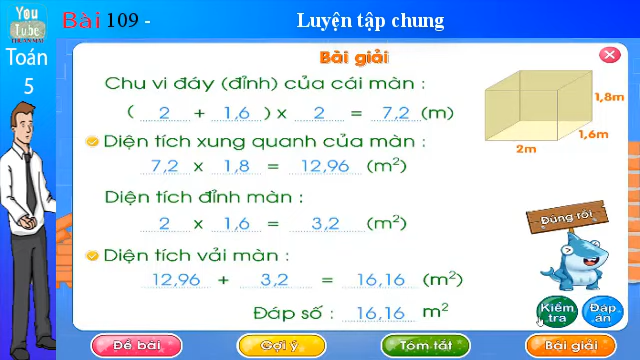 You
Tube
THUYN MAI
Bài 109 - Luyện tập chung
Toán
5
Bài giải
Chu vi đáy (đỉnh) của cái màn :
( 2 + 1,6 ) x 2 = 7,2 (m)
Diện tích xung quanh của màn :
7,2 x 1,8 = 12,96 (m²)
Diện tích đỉnh màn :
2 x 1,6 = 3,2 (m²)
Diện tích vải màn :
12,96 + 3,2 = 16,16 (m²)
Đáp số : 16,16 m²
1,8m
1,6m
2m
Đúng rồi
Kiểm tra
Đáp án
Đề bài
Gợi ý
Tóm tắt
Bài giải